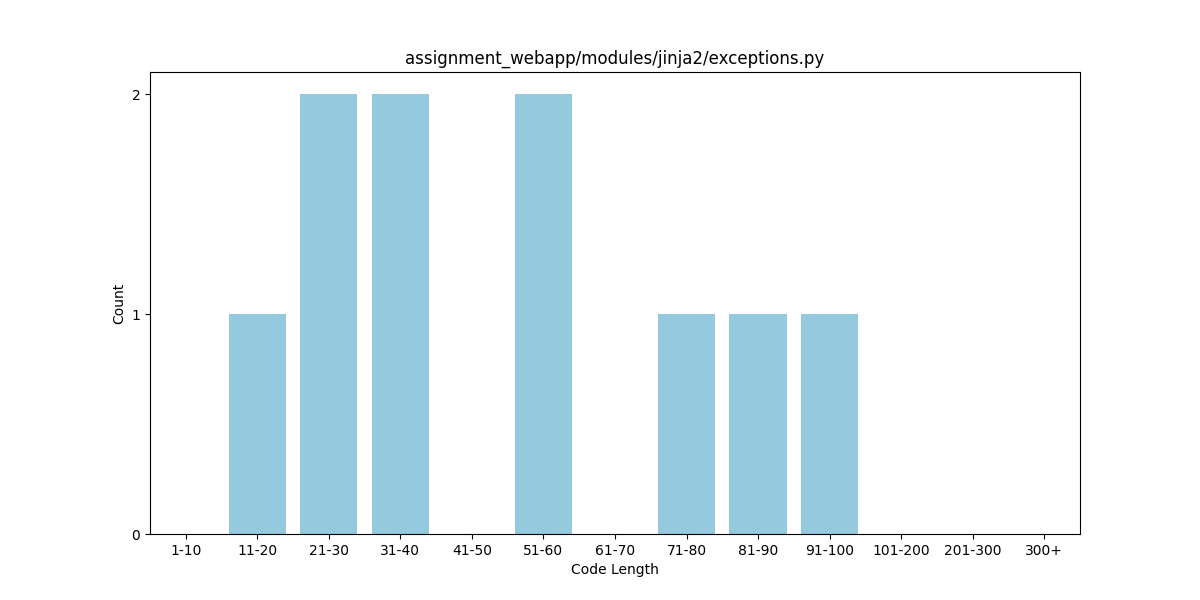 assignment_webapp/modules/jinja2/exceptions.py
2
1
0
Count
1-10 11-20 21-30 31-40 41-50 51-60 61-70 71-80 81-90 91-100 101-200 201-300 300+
Code Length